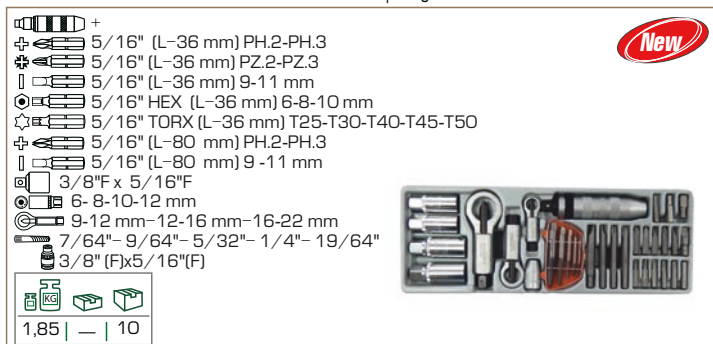 +
5/16" (L-36 mm) PH.2-PH.3
5/16" (L-36 mm) PZ.2-PZ.3
5/16" (L-36 mm) 9-11 mm
5/16" HEX (L-36 mm) 6-8-10 mm
5/16" TORX (L-36 mm) T25-T30-T40-T45-T50
5/16" (L-80 mm) PH.2-PH.3
5/16" (L-80 mm) 9 -11 mm
3/8"F x 5/16"F
6- 8-10-12 mm
9-12 mm-12-16 mm-16-22 mm
7/64"- 9/64"- 5/32"- 1/4"- 19/64"
3/8" (F)x5/16"(F)
New
KG
1,85 | — | 10